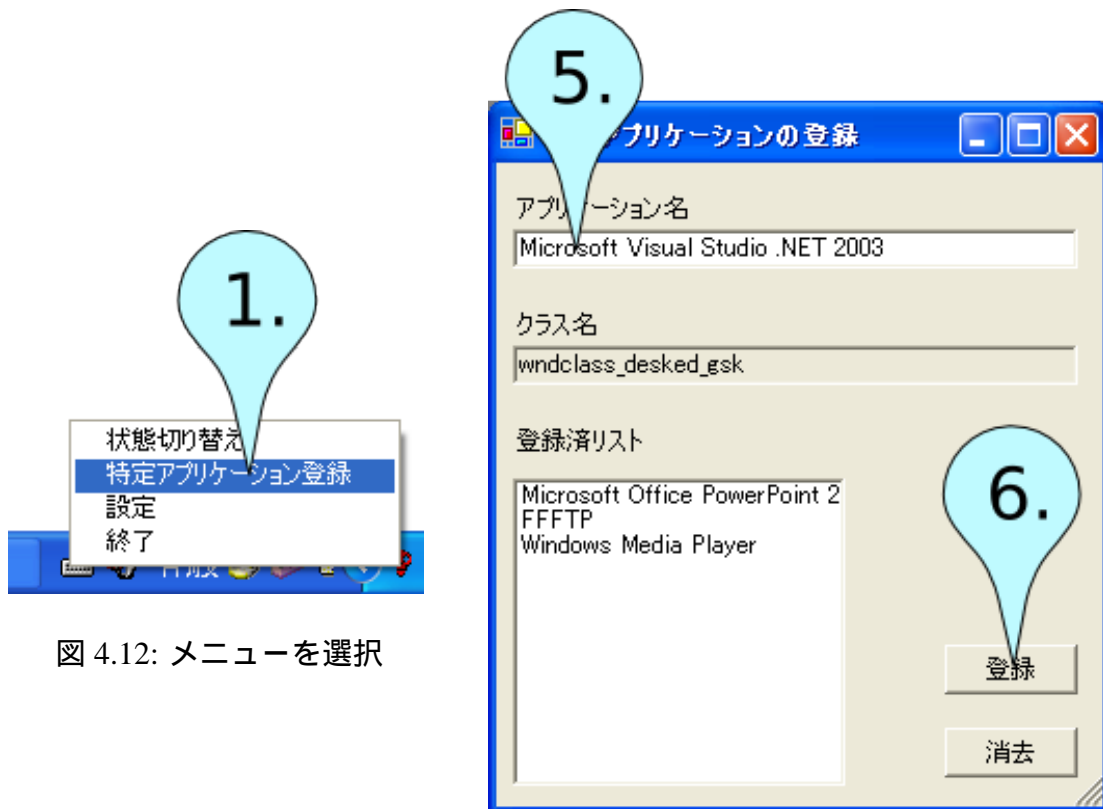 1.
状態切り替え
特定アプリケーション登録
設定
終了
図 4.12: メニューを選択
5.
プリケーションの登録
アプリケーション名
Microsoft Visual Studio .NET 2003
クラス名
wndclass_desked_gsk
登録済リスト
Microsoft Office PowerPoint 2
FFFTP
Windows Media Player
6.
登録
消去